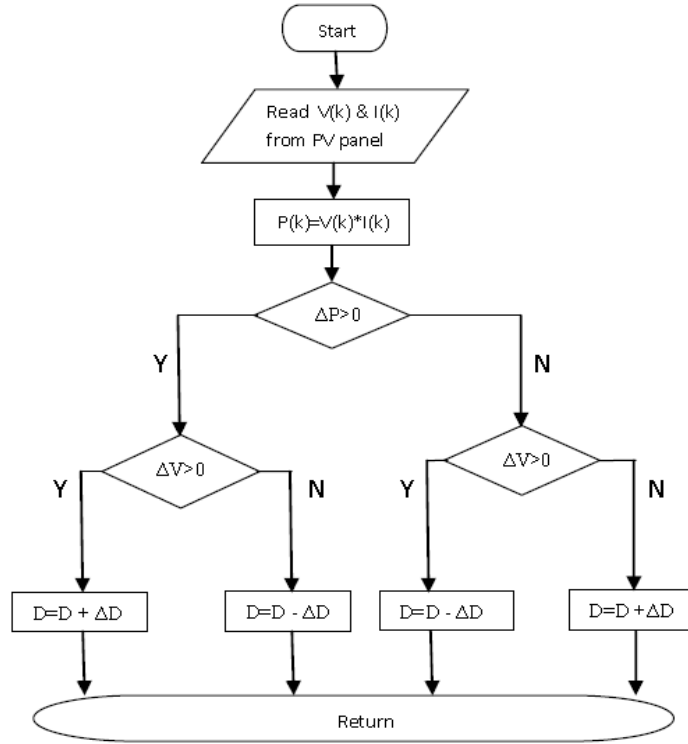 Start
Read V(k) & I(k)
from PV panel
P(k)=V(k)*I(k)
ΔP>0
Y
N
ΔV>0
ΔV>0
Y
N
Y
N
D=D + ΔD
D=D - ΔD
D=D - ΔD
D=D +ΔD
Return